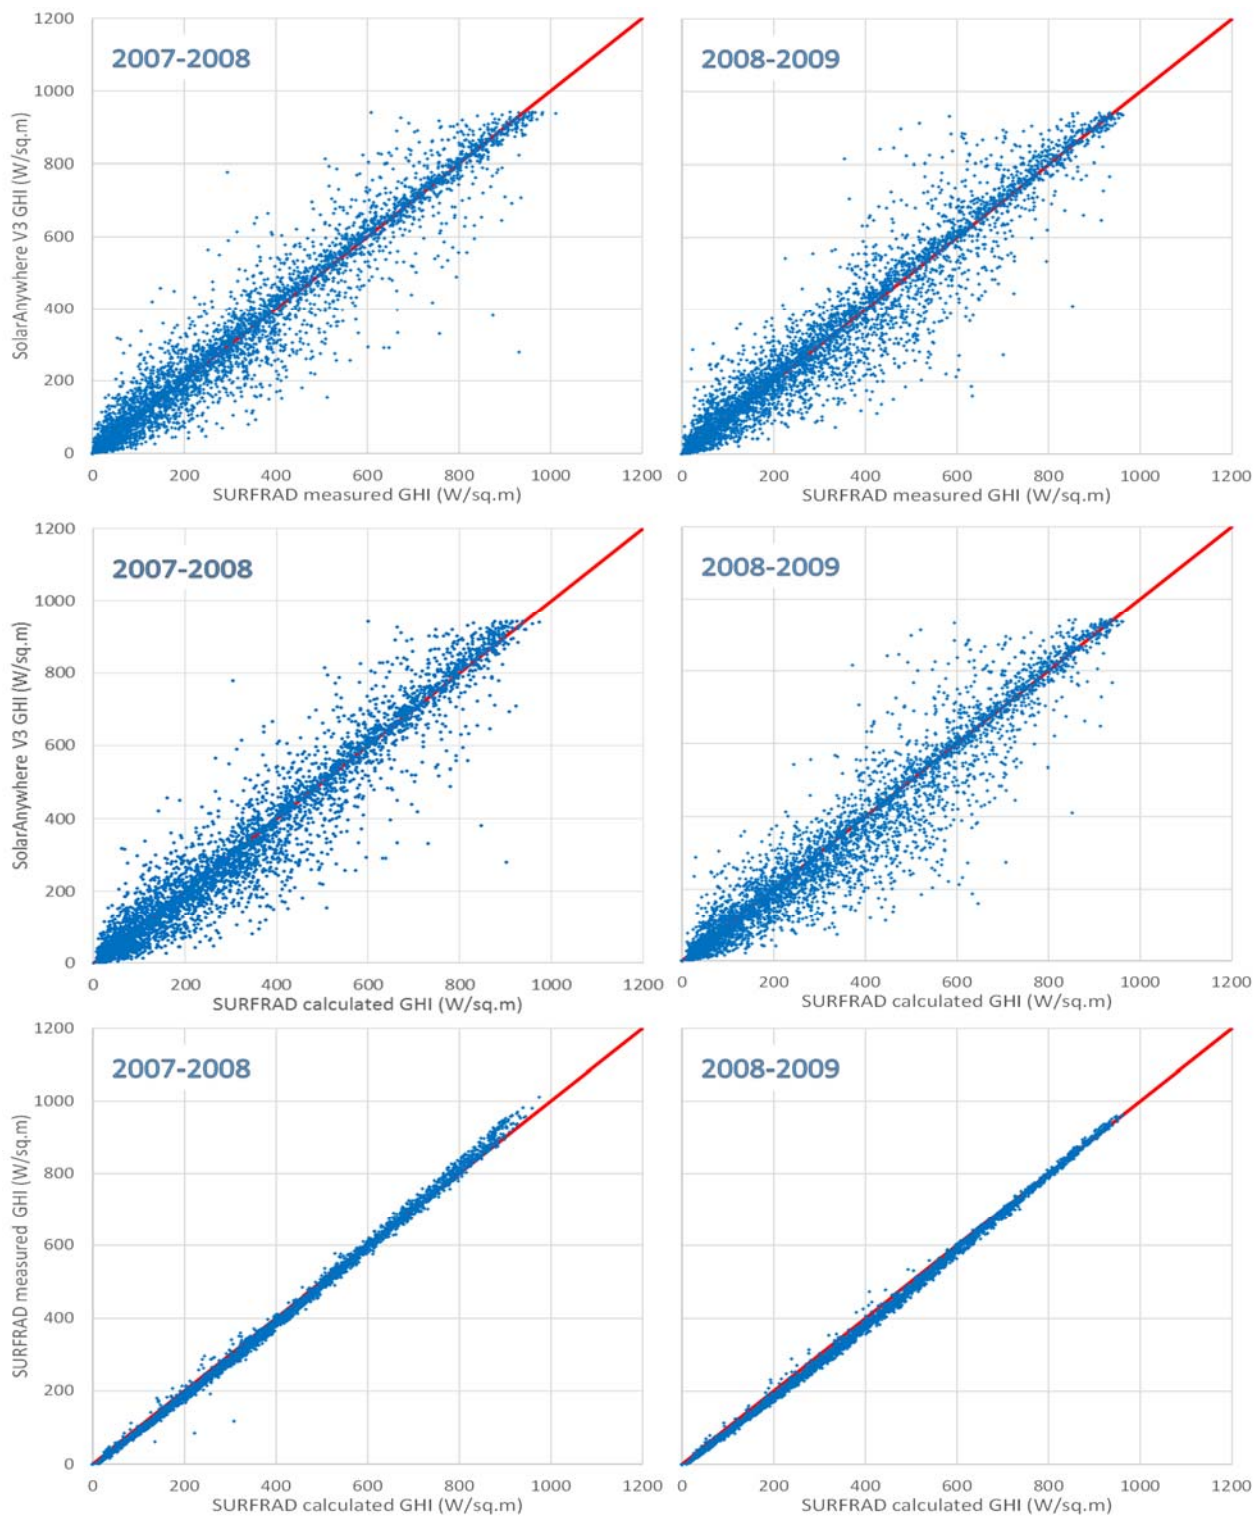 1200
1000
800
600
400
200
0
SolarAnywhere V3 GHI (W/sq.m)
2007-2008
0 200 400 600 800 1000 1200
SURFRAD measured GHI (W/sq.m)
2008-2009
0 200 400 600 800 1000 1200
SURFRAD measured GHI (W/sq.m)
1200
1000
800
600
400
200
0
SolarAnywhere V3 GHI (W/sq.m)
2007-2008
0 200 400 600 800 1000 1200
SURFRAD calculated GHI (W/sq.m)
2008-2009
0 200 400 600 800 1000 1200
SURFRAD calculated GHI (W/sq.m)
1200
1000
800
600
400
200
0
SURFRAD measured GHI (W/sq.m)
2007-2008
0 200 400 600 800 1000 1200
SURFRAD calculated GHI (W/sq.m)
2008-2009
0 200 400 600 800 1000 1200
SURFRAD calculated GHI (W/sq.m)